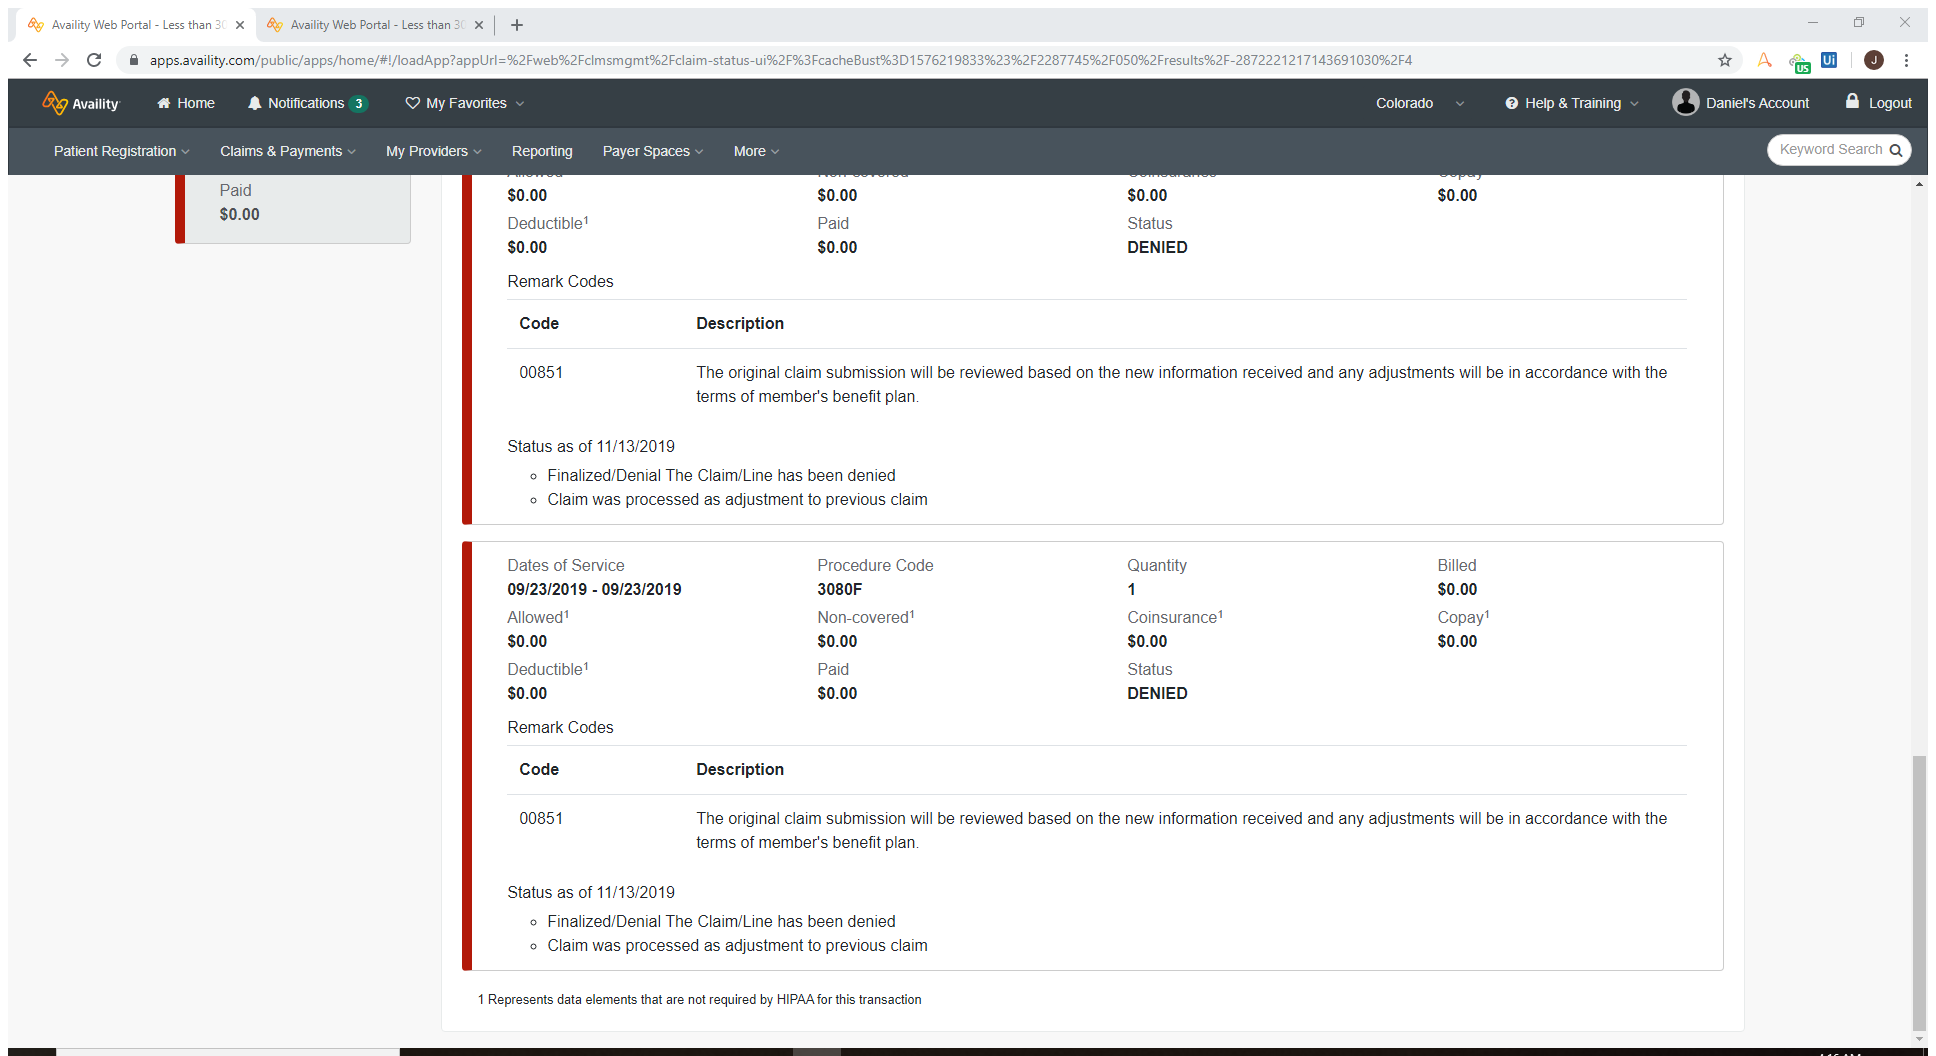 Availity Web Portal - Less than 30
Availity Web Portal - Less than 30
apps.availity.com/public/apps/home/#!/loadApp?appUrl=%2Fweb%2Fclmsmgmt%2Fclaim-status-ui%2F%3FcacheBust%3D1576219833%23%2F2287745%2F050%2Fresults%2F-2872221217143691030%2F4
US
Ui
J
Availity
Home
Notifications 3
My Favorites
Colorado
Help & Training
Daniel's Account
Logout
Patient Registration
Claims & Payments
My Providers
Reporting
Payer Spaces
More
Keyword Search
Paid
$0.00
Allowed Non-covered Coinsurance Copay
$0.00 $0.00 $0.00 $0.00
Deductible¹ Paid Status
$0.00 $0.00 DENIED
Remark Codes
Code Description
00851 The original claim submission will be reviewed based on the new information received and any adjustments will be in accordance with the
terms of member's benefit plan.
Status as of 11/13/2019
Finalized/Denial The Claim/Line has been denied
Claim was processed as adjustment to previous claim
Dates of Service Procedure Code Quantity Billed
09/23/2019 - 09/23/2019 3080F 1 $0.00
Allowed¹ Non-covered¹ Coinsurance¹ Copay¹
$0.00 $0.00 $0.00 $0.00
Deductible¹ Paid Status
$0.00 $0.00 DENIED
Remark Codes
Code Description
00851 The original claim submission will be reviewed based on the new information received and any adjustments will be in accordance with the
terms of member's benefit plan.
Status as of 11/13/2019
Finalized/Denial The Claim/Line has been denied
Claim was processed as adjustment to previous claim
1 Represents data elements that are not required by HIPAA for this transaction